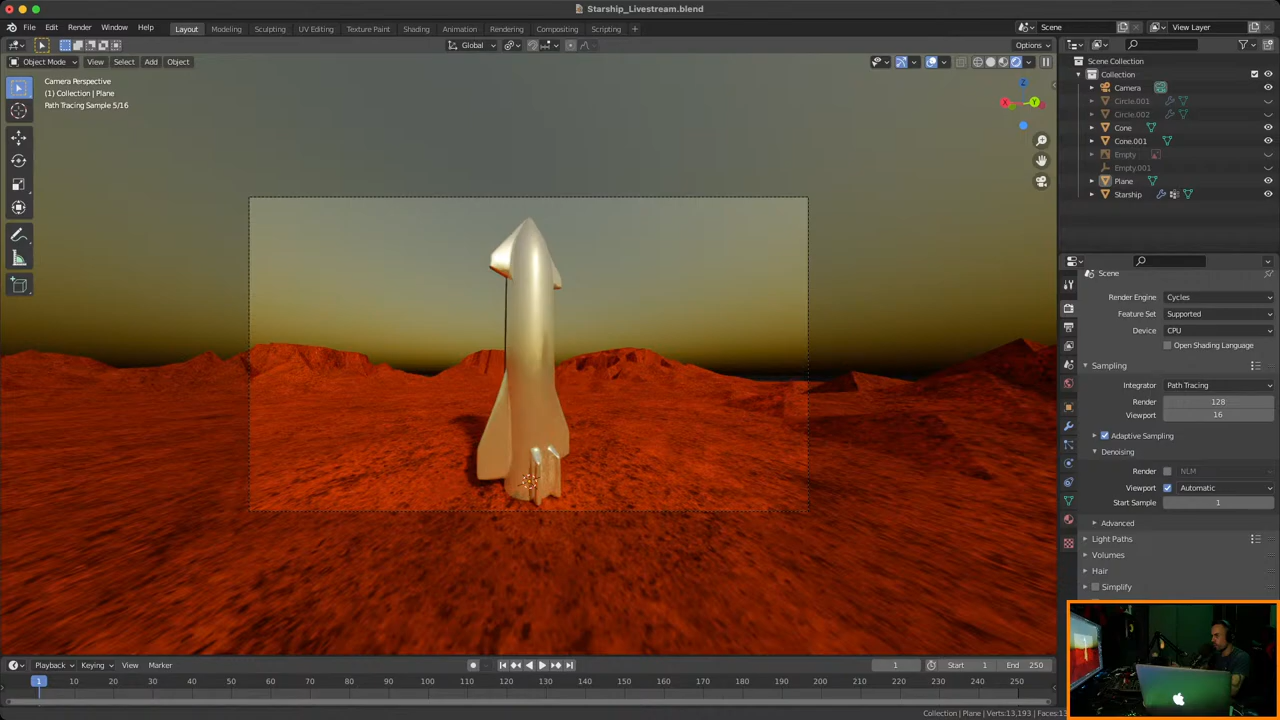 Starship_Livestream.blend
File Edit Render Window Help Layout Modeling Sculpting UV Editing Texture Paint Shading Animation Rendering Compositing Scripting + Scene View Layer
Global Options
Object Mode View Select Add Object
Camera Perspective
(1) Collection | Plane
Path Tracing Sample 5/16
X Y Z
Scene Collection
Collection
Camera
Circle.001
Circle.002
Cone
Cone.001
Empty
Empty.001
Plane
Starship
Scene
Render Engine Cycles
Feature Set Supported
Device CPU
Open Shading Language
Sampling
Integrator Path Tracing
Render 128
Viewport 16
Adaptive Sampling
Denoising
Render NLM
Viewport Automatic
Start Sample 1
Advanced
Light Paths
Volumes
Hair
Simplify
Playback Keying View Marker 1 Start 1 End 250
1 10 20 30 40 50 60 70 80 90 100 110 120 130 140 150 160 170 180 190 200 210 220 230 240 250
Collection | Plane | Verts:13,193 | Faces:13